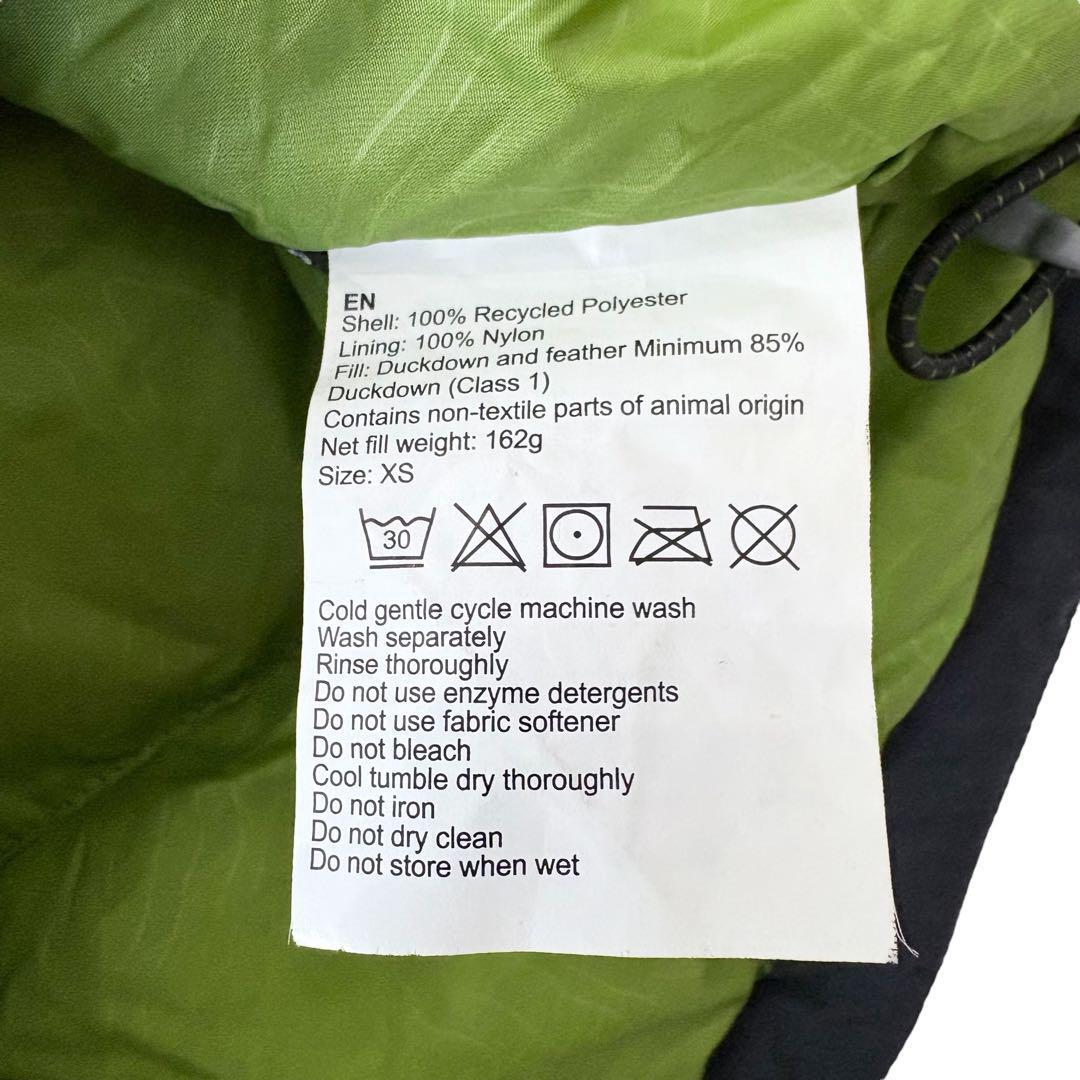 EN
Shell: 100% Recycled Polyester
Lining: 100% Nylon
Fill: Duckdown and feather Minimum 85%
Duckdown (Class 1)
Contains non-textile parts of animal origin
Net fill weight: 162g
Size: XS
30
Cold gentle cycle machine wash
Wash separately
Rinse thoroughly
Do not use enzyme detergents
Do not use fabric softener
Do not bleach
Cool tumble dry thoroughly
Do not iron
Do not dry clean
Do not store when wet